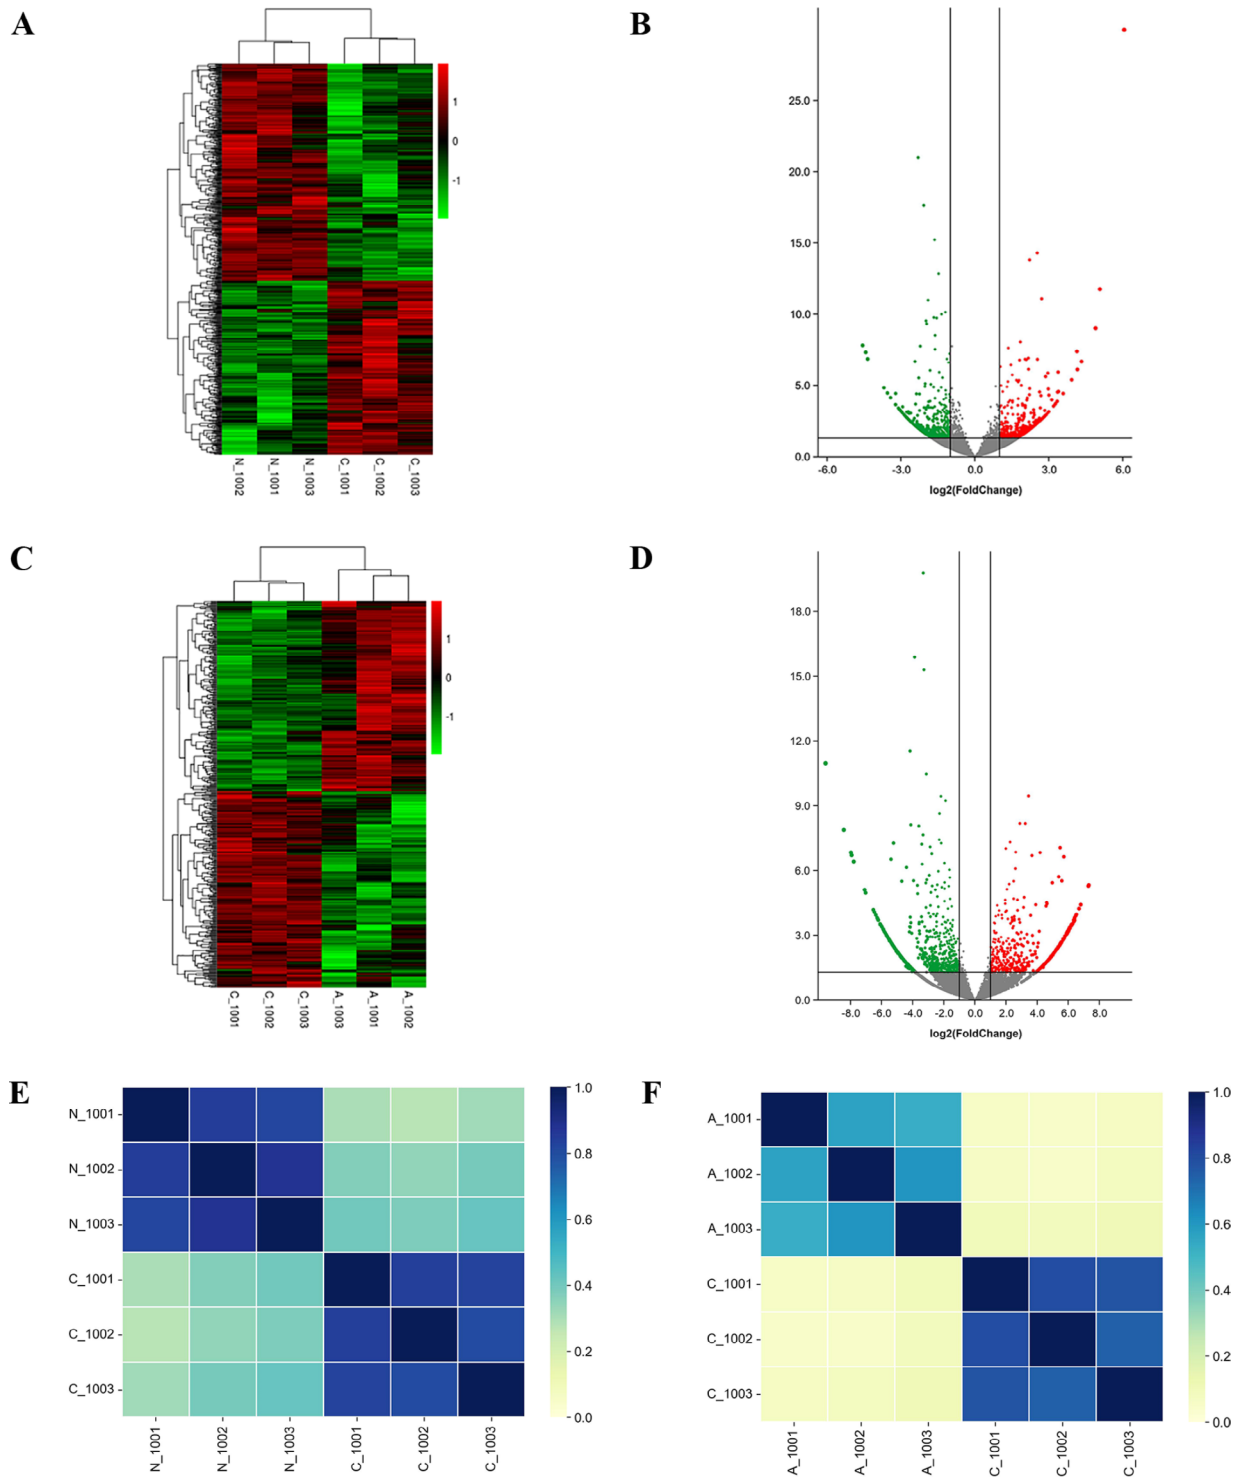 A
1
0
-1
N_1002
N_1001
N_1003
C_1001
C_1002
C_1003
B
25.0
20.0
15.0
10.0
5.0
0.0
-6.0 -3.0 0.0 3.0 6.0
log2(FoldChange)
C
1
0
-1
C_1001
C_1002
C_1003
A_1003
A_1001
A_1002
D
18.0
15.0
12.0
9.0
6.0
3.0
0.0
-8.0 -6.0 -4.0 -2.0 0.0 2.0 4.0 6.0 8.0
log2(FoldChange)
E
N_1001
N_1002
N_1003
C_1001
C_1002
C_1003
N_1001
N_1002
N_1003
C_1001
C_1002
C_1003
1.0
0.8
0.6
0.4
0.2
0.0
F
A_1001
A_1002
A_1003
C_1001
C_1002
C_1003
A_1001
A_1002
A_1003
C_1001
C_1002
C_1003
1.0
0.8
0.6
0.4
0.2
0.0